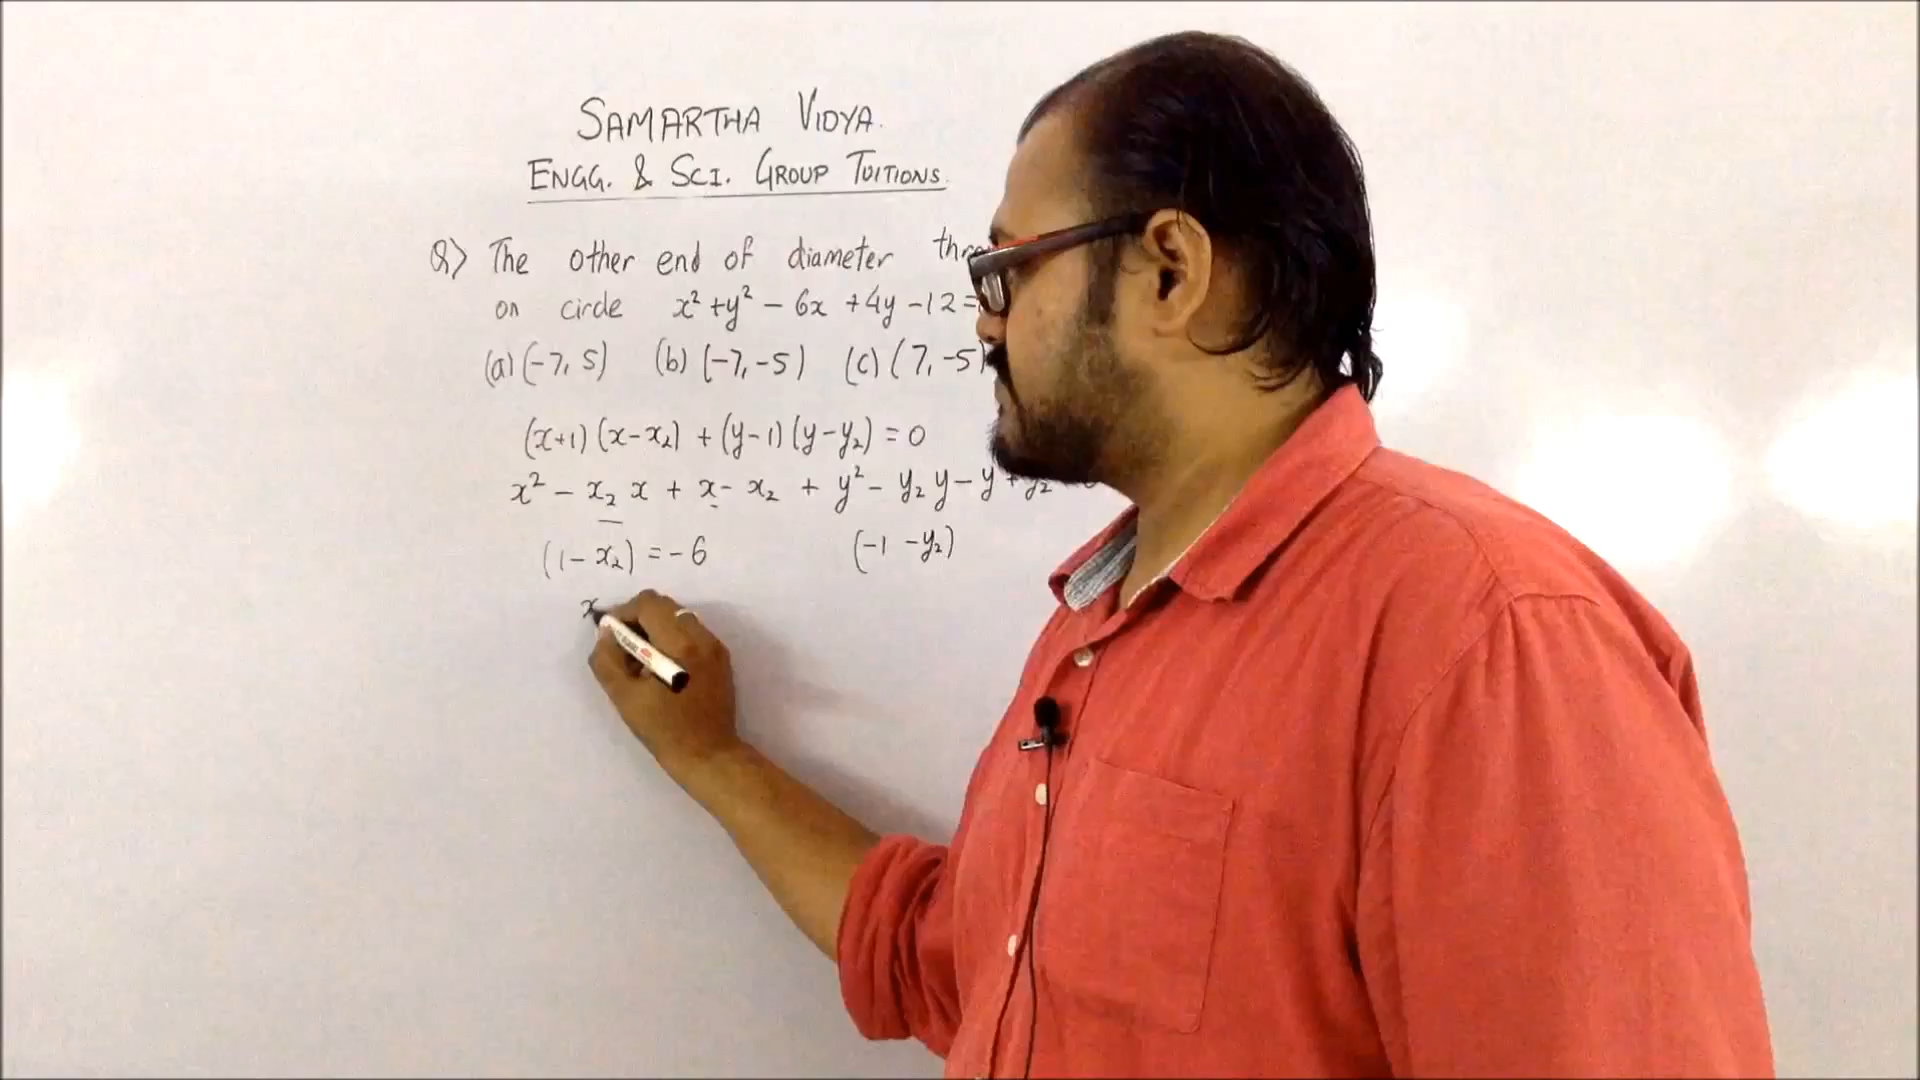 SAMARTHA VIDYA.
ENGG. & SCI. GROUP TUITIONS.
Q> The other end of diameter
on circle x² + y² - 6x + 4y - 12 =
(a) (-7, 5) (b) (-7, -5) (c) (7, -5)
(x+1) (x-x₂) + (y-1) (y-y₂) = 0
x² - x₂ x + x - x₂ + y² - y₂ y - y + y₂
(1 - x₂) = -6 (-1 -y₂)
x